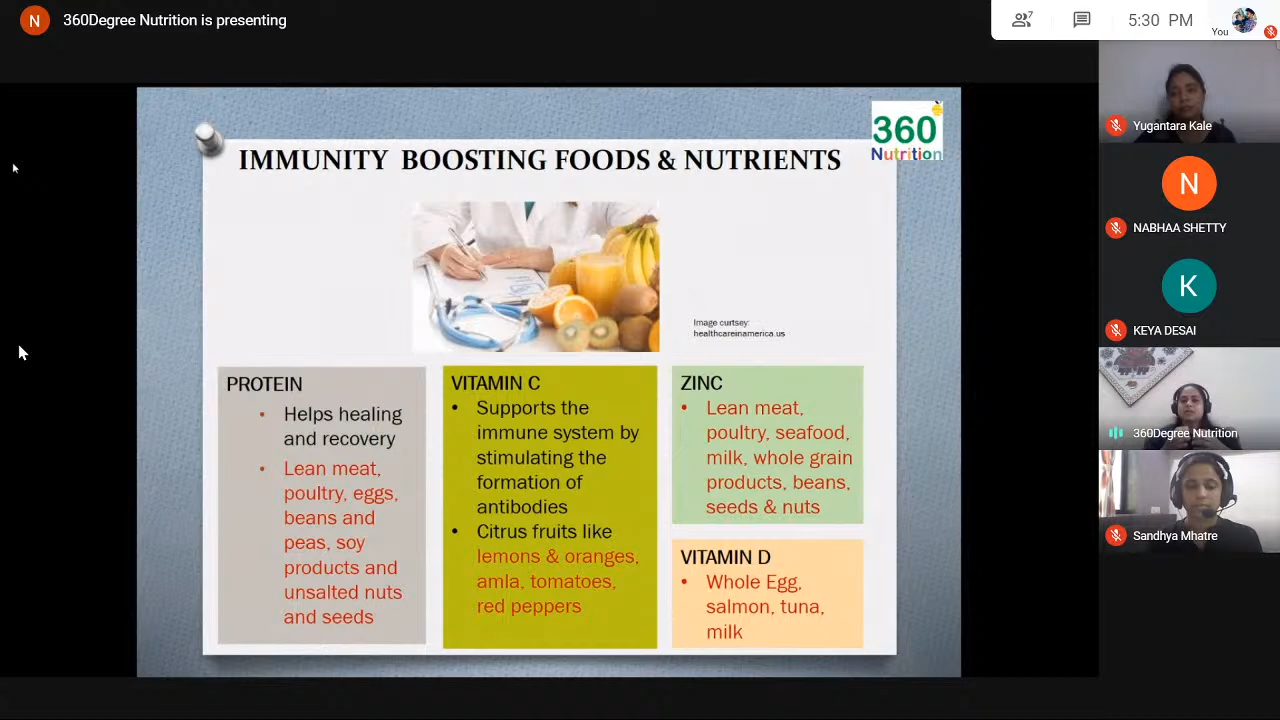 N
360Degree Nutrition is presenting
7
5:30 PM
You
360
Nutrition
IMMUNITY BOOSTING FOODS & NUTRIENTS
Image curtsey:
healthcareinamerica.us
PROTEIN
• Helps healing
and recovery
• Lean meat,
poultry, eggs,
beans and
peas, soy
products and
unsalted nuts
and seeds
VITAMIN C
• Supports the
immune system by
stimulating the
formation of
antibodies
• Citrus fruits like
lemons & oranges,
amla, tomatoes,
red peppers
ZINC
• Lean meat,
poultry, seafood,
milk, whole grain
products, beans,
seeds & nuts
VITAMIN D
• Whole Egg,
salmon, tuna,
milk
Yugantara Kale
N
NABHAA SHETTY
K
KEYA DESAI
360Degree Nutrition
Sandhya Mhatre